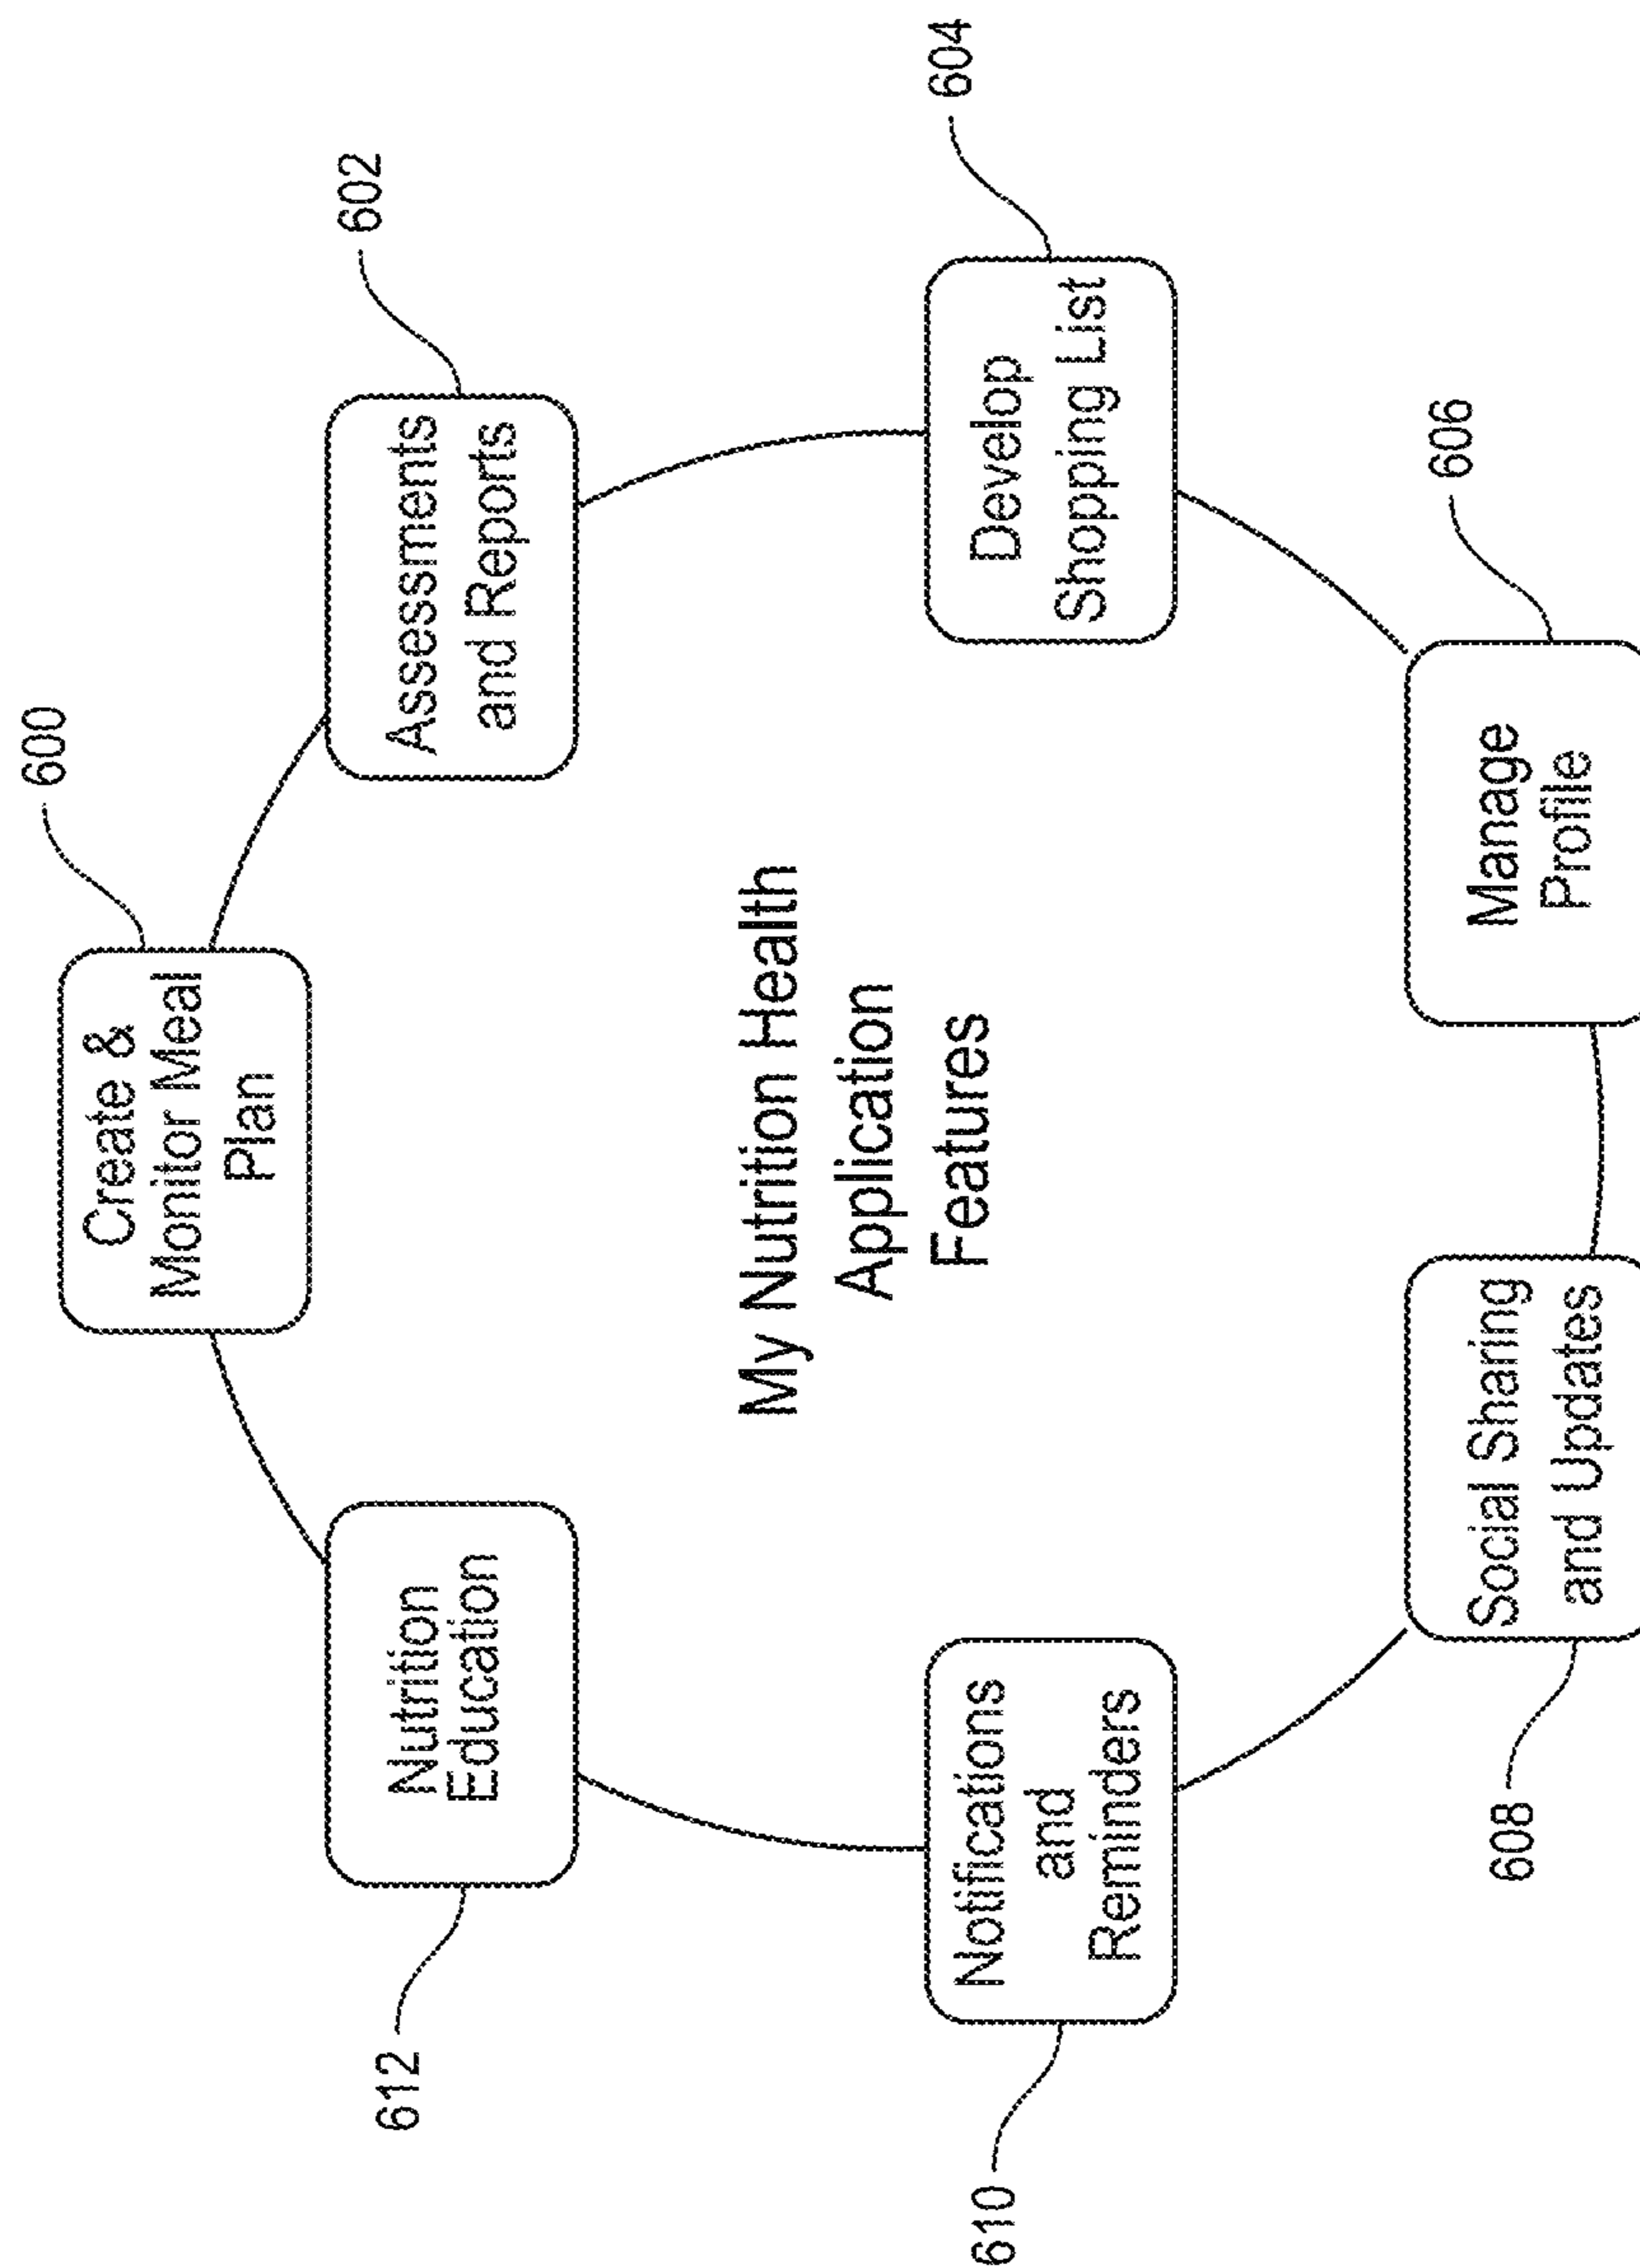 600
Create &
Monitor Meal
Plan
602
Assessments
and Reports
604
Develop
Shopping List
606
Manage
Profile
608
Social Sharing
and Updates
610
Notifications
and
Reminders
612
Nutrition
Education
My Nutrition Health
Application
Features